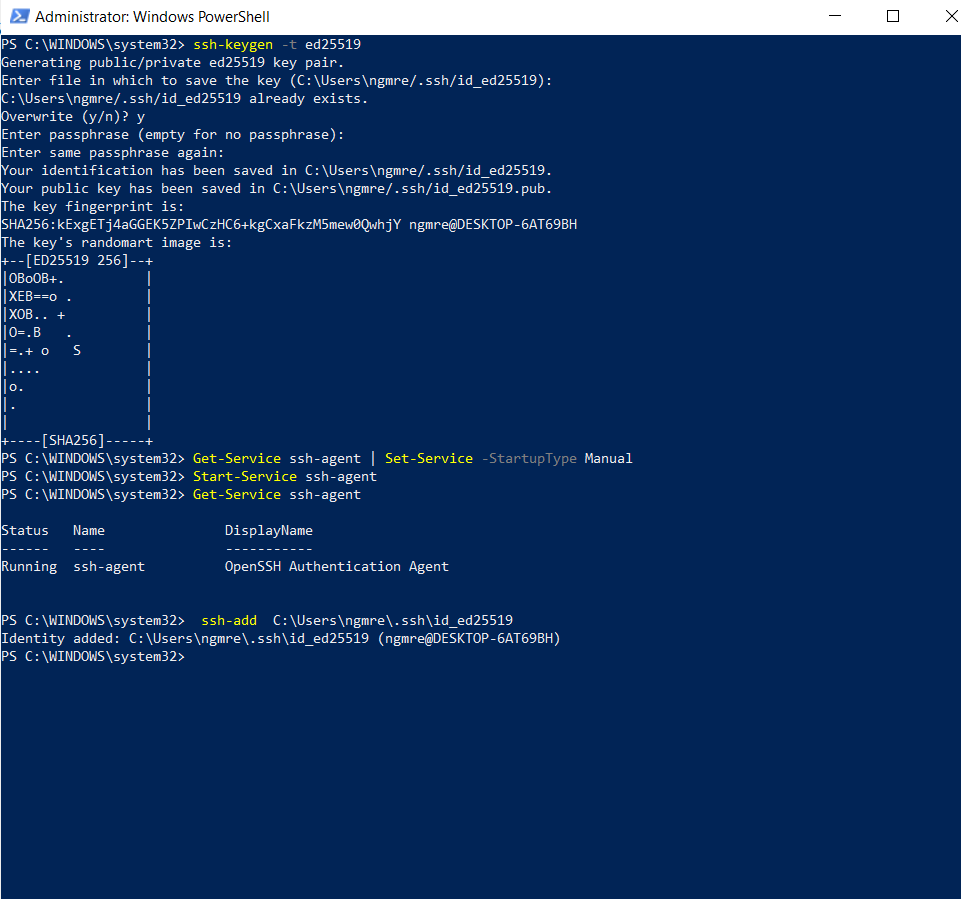 Administrator: Windows PowerShell
PS C:\WINDOWS\system32> ssh-keygen -t ed25519
Generating public/private ed25519 key pair.
Enter file in which to save the key (C:\Users\ngmre/.ssh/id_ed25519):
C:\Users\ngmre/.ssh/id_ed25519 already exists.
Overwrite (y/n)? y
Enter passphrase (empty for no passphrase):
Enter same passphrase again:
Your identification has been saved in C:\Users\ngmre/.ssh/id_ed25519.
Your public key has been saved in C:\Users\ngmre/.ssh/id_ed25519.pub.
The key fingerprint is:
SHA256:kExgETj4aGGEK5ZPIwCzHC6+kgCxaFkzM5mew0QwhjY ngmre@DESKTOP-6AT69BH
The key's randomart image is:
+--[ED25519 256]--+
|OBoOB+.          |
|XEB==o .         |
|XOB.. +          |
|O=.B   .         |
|=.+ o   S        |
|....             |
|o.               |
|.                |
|                 |
+----[SHA256]-----+
PS C:\WINDOWS\system32> Get-Service ssh-agent | Set-Service -StartupType Manual
PS C:\WINDOWS\system32> Start-Service ssh-agent
PS C:\WINDOWS\system32> Get-Service ssh-agent
Status   Name               DisplayName
------   ----               -----------
Running  ssh-agent          OpenSSH Authentication Agent
PS C:\WINDOWS\system32>  ssh-add  C:\Users\ngmre\.ssh\id_ed25519
Identity added: C:\Users\ngmre\.ssh\id_ed25519 (ngmre@DESKTOP-6AT69BH)
PS C:\WINDOWS\system32>